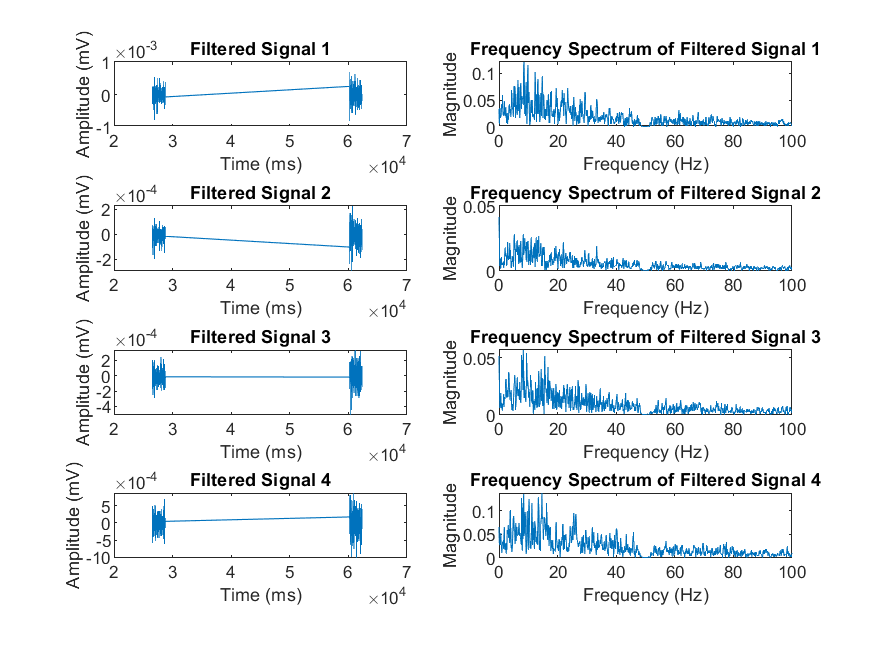 Filtered Signal 1
×10-3
Amplitude (mV)
1
0
-1
2 3 4 5 6 7
Time (ms)
×104
Frequency Spectrum of Filtered Signal 1
Magnitude
0.1
0.05
0
0 20 40 60 80 100
Frequency (Hz)
Filtered Signal 2
×10-4
Amplitude (mV)
2
0
-2
2 3 4 5 6 7
Time (ms)
×104
Frequency Spectrum of Filtered Signal 2
Magnitude
0.05
0
0 20 40 60 80 100
Frequency (Hz)
Filtered Signal 3
×10-4
Amplitude (mV)
2
0
-2
-4
2 3 4 5 6 7
Time (ms)
×104
Frequency Spectrum of Filtered Signal 3
Magnitude
0.05
0
0 20 40 60 80 100
Frequency (Hz)
Filtered Signal 4
×10-4
Amplitude (mV)
5
0
-5
-10
2 3 4 5 6 7
Time (ms)
×104
Frequency Spectrum of Filtered Signal 4
Magnitude
0.1
0.05
0
0 20 40 60 80 100
Frequency (Hz)